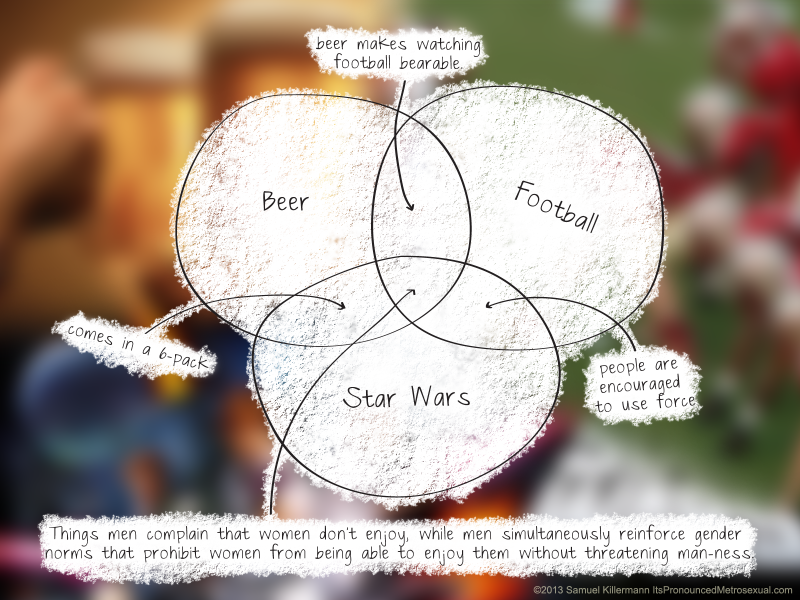 beer makes watching
football bearable.
Beer
Football
comes in a 6-pack
people are
encouraged
to use force
Star Wars
Things men complain that women don't enjoy, while men simultaneously reinforce gender
norms that prohibit women from being able to enjoy them without threatening man-ness.
©2013 Samuel Killermann ItsPronouncedMetrosexual.com